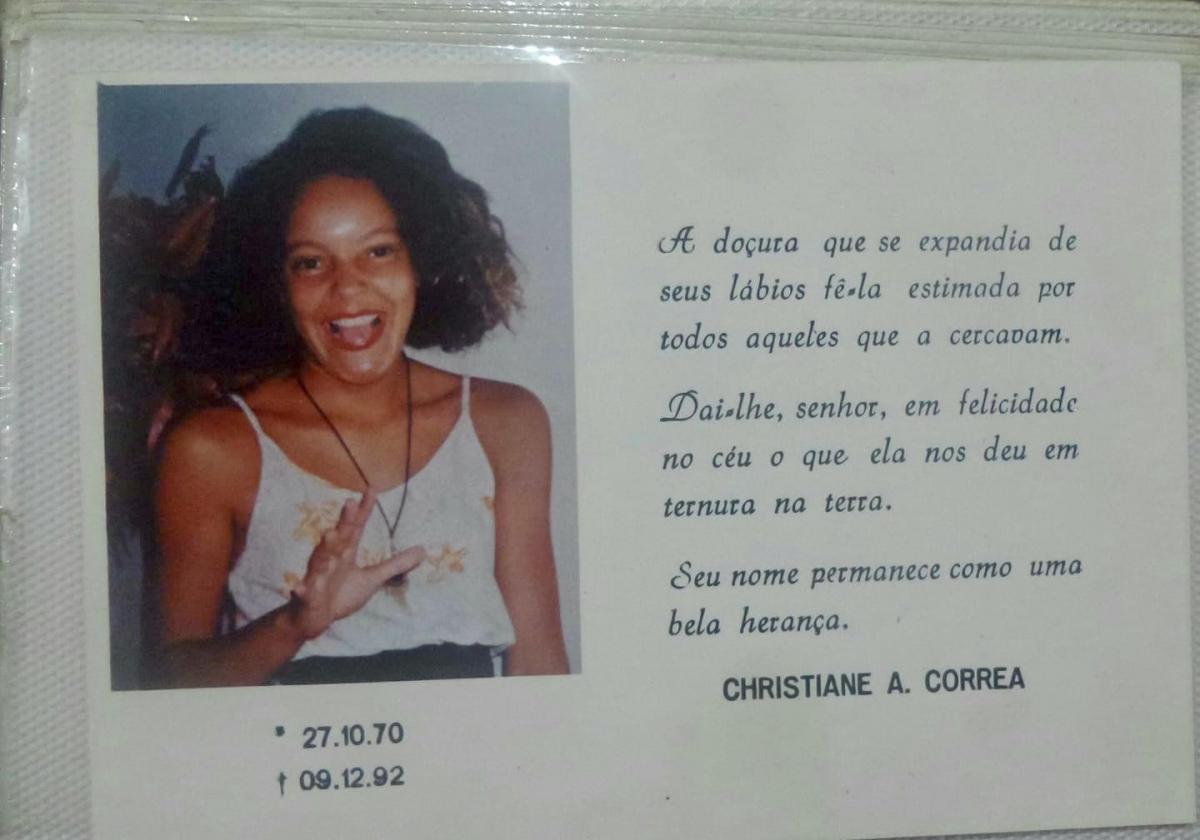 A doçura que se expandia de
seus lábios fê-la estimada por
todos aqueles que a cercavam.
Dai-lhe, senhor, em felicidade
no céu o que ela nos deu em
ternura na terra.
Seu nome permanece como uma
bela herança.
CHRISTIANE A. CORREA
* 27.10.70
† 09.12.92